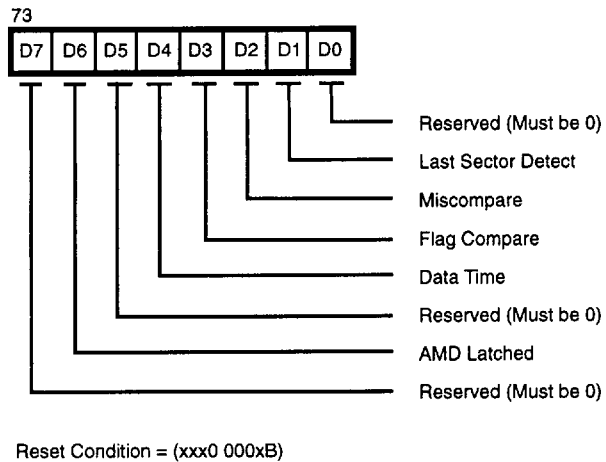 73
D7 D6 D5 D4 D3 D2 D1 D0
Reserved (Must be 0)
Last Sector Detect
Miscompare
Flag Compare
Data Time
Reserved (Must be 0)
AMD Latched
Reserved (Must be 0)
Reset Condition = (xxx0 000xB)